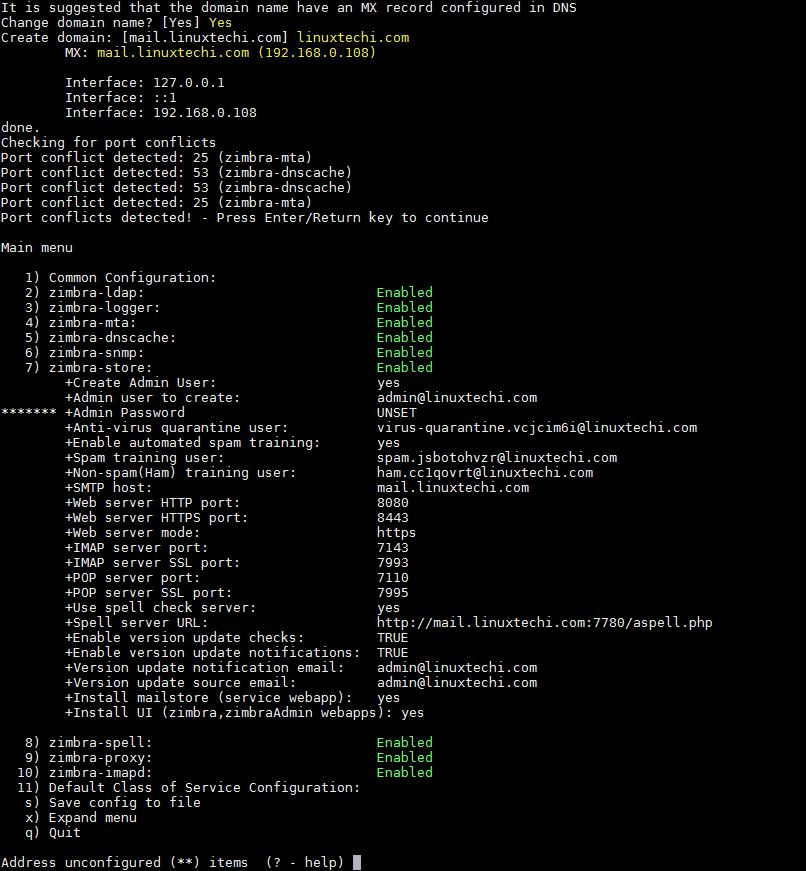 It is suggested that the domain name have an MX record configured in DNS
Change domain name? [Yes] Yes
Create domain: [mail.linuxtechi.com] linuxtechi.com
        MX: mail.linuxtechi.com (192.168.0.108)

        Interface: 127.0.0.1
        Interface: ::1
        Interface: 192.168.0.108
done.
Checking for port conflicts
Port conflict detected: 25 (zimbra-mta)
Port conflict detected: 53 (zimbra-dnscache)
Port conflict detected: 53 (zimbra-dnscache)
Port conflict detected: 25 (zimbra-mta)
Port conflicts detected! - Press Enter/Return key to continue

Main menu

   1) Common Configuration:
   2) zimbra-ldap:                             Enabled
   3) zimbra-logger:                           Enabled
   4) zimbra-mta:                              Enabled
   5) zimbra-dnscache:                         Enabled
   6) zimbra-snmp:                             Enabled
   7) zimbra-store:                            Enabled
        +Create Admin User:                    yes
        +Admin user to create:                 admin@linuxtechi.com
******* +Admin Password                        UNSET
        +Anti-virus quarantine user:           virus-quarantine.vcjcim6i@linuxtechi.com
        +Enable automated spam training:       yes
        +Spam training user:                   spam.jsbotohvzr@linuxtechi.com
        +Non-spam(Ham) training user:          ham.cc1qovrt@linuxtechi.com
        +SMTP host:                            mail.linuxtechi.com
        +Web server HTTP port:                 8080
        +Web server HTTPS port:                8443
        +Web server mode:                      https
        +IMAP server port:                     7143
        +IMAP server SSL port:                 7993
        +POP server port:                      7110
        +POP server SSL port:                  7995
        +Use spell check server:               yes
        +Spell server URL:                     http://mail.linuxtechi.com:7780/aspell.php
        +Enable version update checks:         TRUE
        +Enable version update notifications:  TRUE
        +Version update notification email:    admin@linuxtechi.com
        +Version update source email:          admin@linuxtechi.com
        +Install mailstore (service webapp):   yes
        +Install UI (zimbra,zimbraAdmin webapps): yes

   8) zimbra-spell:                            Enabled
   9) zimbra-proxy:                            Enabled
  10) zimbra-imapd:                            Enabled
  11) Default Class of Service Configuration:
   s) Save config to file
   x) Expand menu
   q) Quit

Address unconfigured (**) items  (? - help)